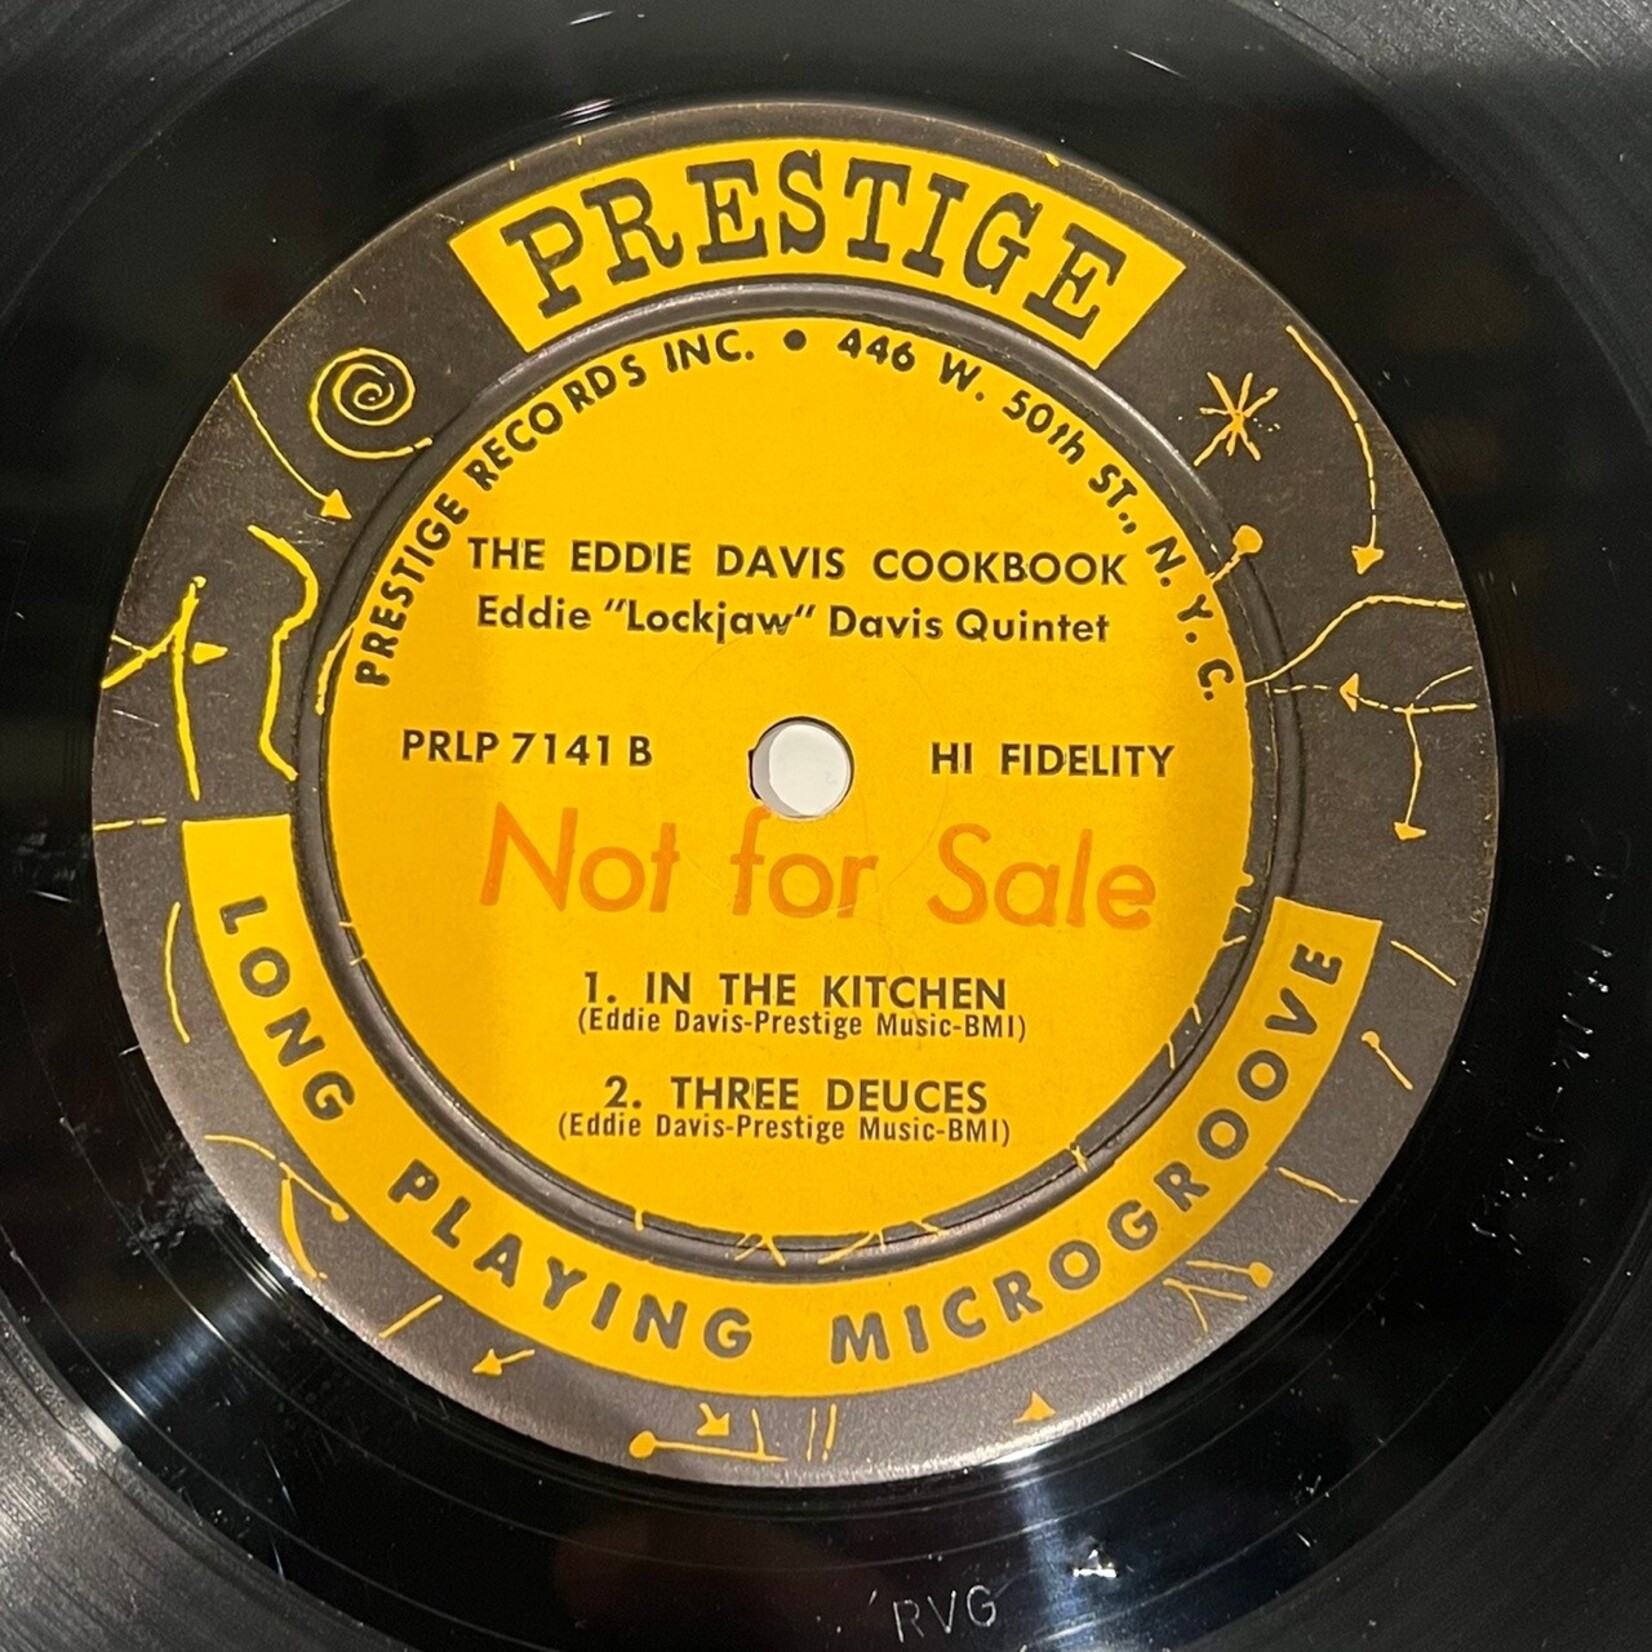 PRESTIGE
PRESTIGE RECORDS INC. • 446 W. 50th ST., N. Y. C.
THE EDDIE DAVIS COOKBOOK
Eddie "Lockjaw" Davis Quintet
PRLP 7141 B
HI FIDELITY
Not for Sale
1. IN THE KITCHEN
(Eddie Davis-Prestige Music-BMI)
2. THREE DEUCES
(Eddie Davis-Prestige Music-BMI)
LONG PLAYING MICROGROOVE
RVG